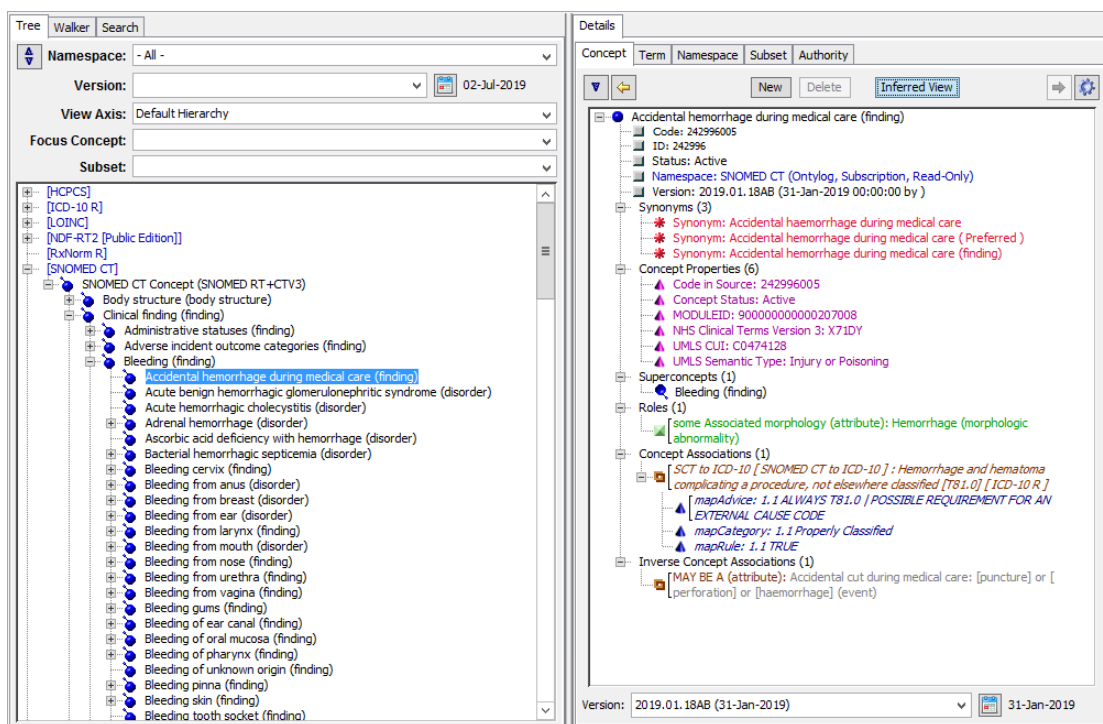 Tree Walker Search
Namespace: - All -
Version: 02-Jul-2019
View Axis: Default Hierarchy
Focus Concept:
Subset:
[HCPCS]
[ICD-10 R]
[LOINC]
[NDF-RT2 [Public Edition]]
[RxNorm R]
[SNOMED CT]
SNOMED CT Concept (SNOMED RT+CTV3)
Body structure (body structure)
Clinical finding (finding)
Administrative statuses (finding)
Adverse incident outcome categories (finding)
Bleeding (finding)
Accidental hemorrhage during medical care (finding)
Acute benign hemorrhagic glomerulonephritic syndrome (disorder)
Acute hemorrhagic cholecystitis (disorder)
Adrenal hemorrhage (disorder)
Ascorbic acid deficiency with hemorrhage (disorder)
Bacterial hemorrhagic septicemia (disorder)
Bleeding cervix (finding)
Bleeding from anus (disorder)
Bleeding from breast (disorder)
Bleeding from ear (disorder)
Bleeding from larynx (finding)
Bleeding from mouth (disorder)
Bleeding from nose (finding)
Bleeding from urethra (finding)
Bleeding from vagina (finding)
Bleeding gums (finding)
Bleeding of ear canal (finding)
Bleeding of oral mucosa (finding)
Bleeding of pharynx (finding)
Bleeding of unknown origin (finding)
Bleeding pinna (finding)
Bleeding skin (finding)
Bleeding tooth socket (finding)
Details
Concept Term Namespace Subset Authority
New Delete Inferred View
Accidental hemorrhage during medical care (finding)
Code: 242996005
ID: 242996
Status: Active
Namespace: SNOMED CT (Ontylog, Subscription, Read-Only)
Version: 2019.01.18AB (31-Jan-2019 00:00:00 by )
Synonyms (3)
Synonym: Accidental haemorrhage during medical care
Synonym: Accidental hemorrhage during medical care ( Preferred )
Synonym: Accidental hemorrhage during medical care (finding)
Concept Properties (6)
Code in Source: 242996005
Concept Status: Active
MODULEID: 900000000000207008
NHS Clinical Terms Version 3: X71DY
UMLS CUI: C0474128
UMLS Semantic Type: Injury or Poisoning
Superconcepts (1)
Bleeding (finding)
Roles (1)
some Associated morphology (attribute): Hemorrhage (morphologic
abnormality)
Concept Associations (1)
SCT to ICD-10 [ SNOMED CT to ICD-10 ] : Hemorrhage and hematoma
complicating a procedure, not elsewhere classified [T81.0] [ ICD-10 R ]
mapAdvice: 1.1 ALWAYS T81.0 | POSSIBLE REQUIREMENT FOR AN
EXTERNAL CAUSE CODE
mapCategory: 1.1 Properly Classified
mapRule: 1.1 TRUE
Inverse Concept Associations (1)
MAY BE A (attribute): Accidental cut during medical care: [puncture] or [
perforation] or [haemorrhage] (event)
Version: 2019.01.18AB (31-Jan-2019) 31-Jan-2019